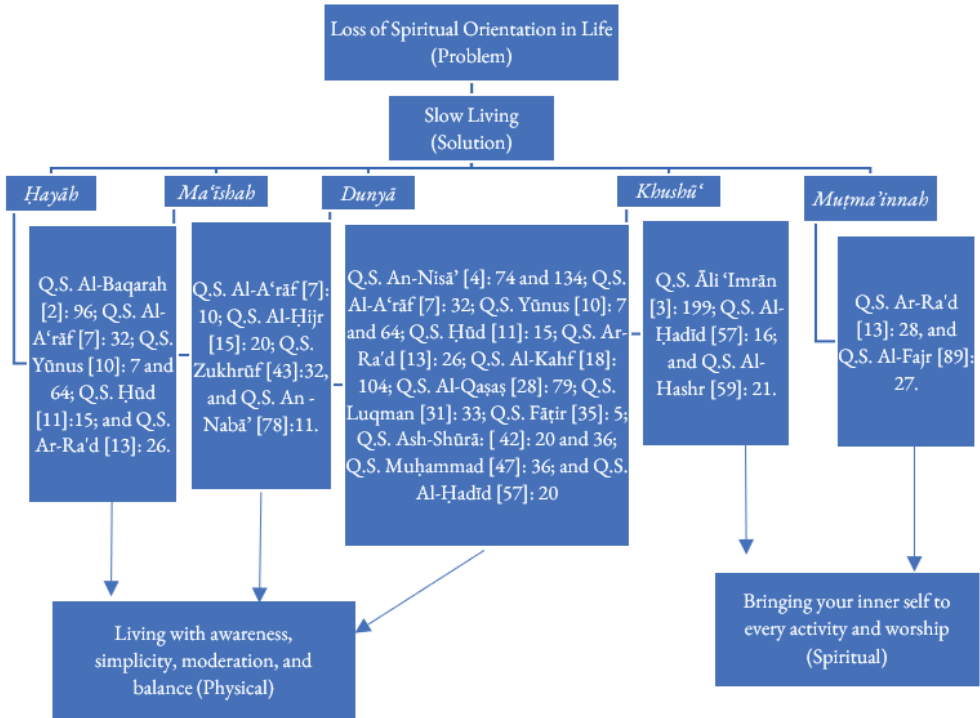 Loss of Spiritual Orientation in Life
(Problem)
Slow Living
(Solution)
Ḥayāh
Ma‘īshah
Dunyā
Khushū‘
Muṭma’innah
Q.S. Al-Baqarah
[2]: 96; Q.S. Al-
A‘rāf [7]: 32; Q.S.
Yūnus [10]: 7 and
64; Q.S. Hūd
[11]:15; and Q.S.
Ar-Ra'd [13]: 26.
Q.S. Al-A‘rāf [7]:
10; Q.S. Al-Ḥijr
[15]: 20; Q.S.
Zukhrūf [43]:32,
and Q.S. An -
Nabā’ [78]:11.
Q.S. An-Nisā’ [4]: 74 and 134; Q.S.
Al-A‘rāf [7]: 32; Q.S. Yūnus [10]: 7
and 64; Q.S. Hūd [11]: 15; Q.S. Ar-
Ra'd [13]: 26; Q.S. Al-Kahf [18]:
104; Q.S. Al-Qaṣaṣ [28]: 79; Q.S.
Luqman [31]: 33; Q.S. Fāṭir [35]: 5;
Q.S. Ash-Shūrā: [ 42]: 20 and 36;
Q.S. Muḥammad [47]: 36; and Q.S.
Al-Ḥadīd [57]: 20
Q.S. Āli ‘Imrān
[3]: 199; Q.S. Al-
Ḥadīd [57]: 16;
and Q.S. Al-
Hashr [59]: 21.
Q.S. Ar-Ra'd
[13]: 28, and
Q.S. Al-Fajr [89]:
27.
Living with awareness,
simplicity, moderation, and
balance (Physical)
Bringing your inner self to
every activity and worship
(Spiritual)